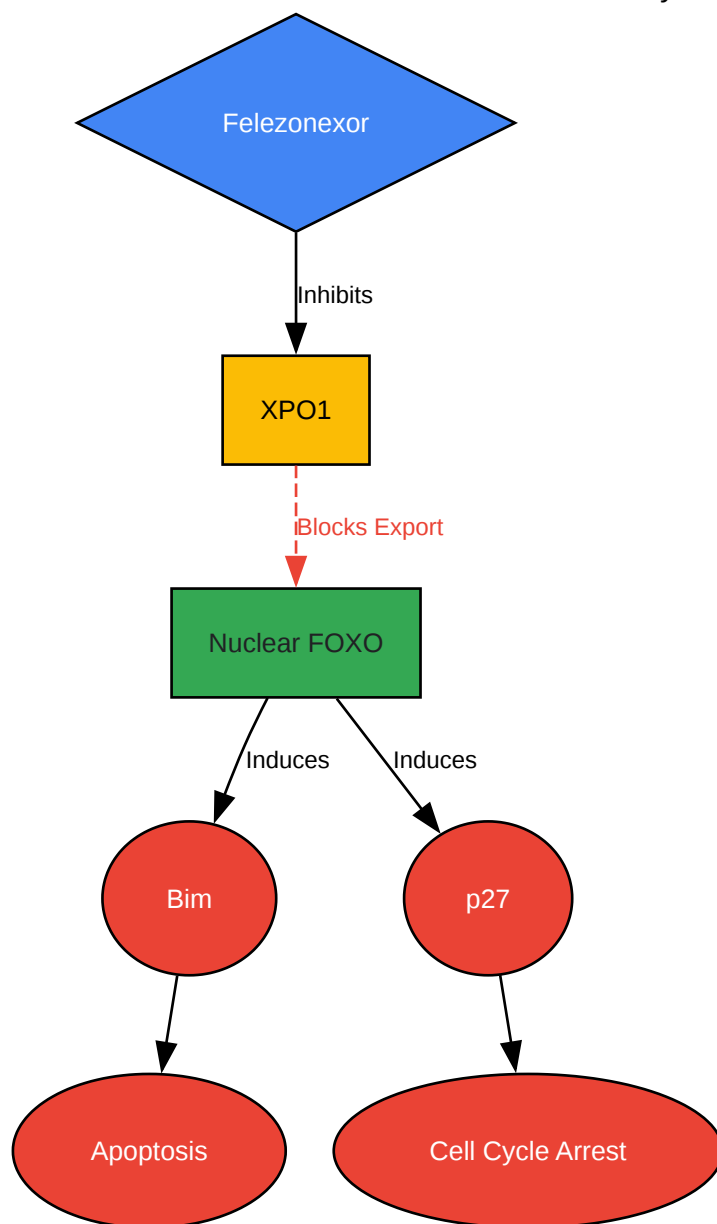 Felezonexor
Inhibits
XPO1
Blocks Export
Nuclear FOXO
Induces
Induces
Bim
p27
Apoptosis
Cell Cycle Arrest